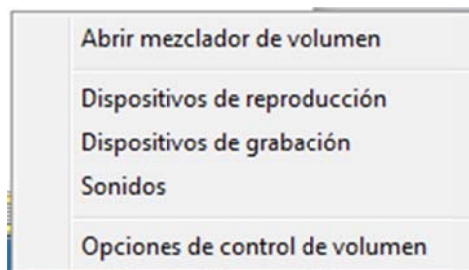 Abrir mezclador de volumen
Dispositivos de reproducción
Dispositivos de grabación
Sonidos
Opciones de control de volumen